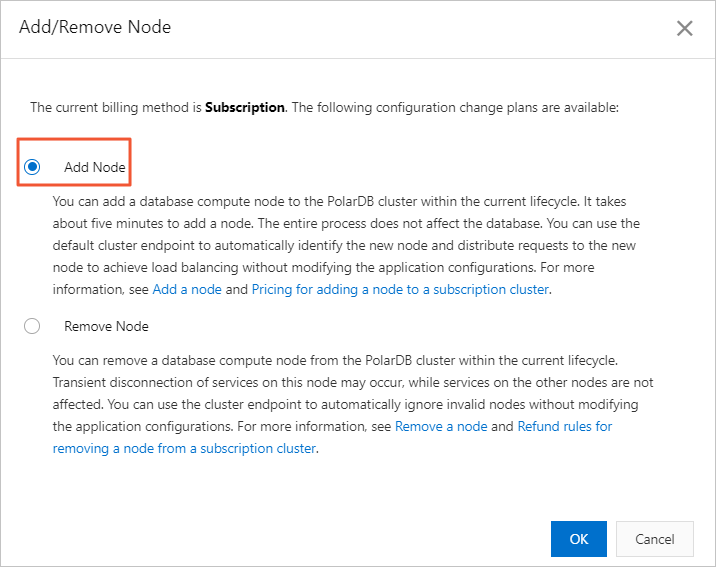 Add/Remove Node
The current billing method is Subscription. The following configuration change plans are available:
Add Node
You can add a database compute node to the PolarDB cluster within the current lifecycle. It takes
about five minutes to add a node. The entire process does not affect the database. You can use the
default cluster endpoint to automatically identify the new node and distribute requests to the new
node to achieve load balancing without modifying the application configurations. For more
information, see Add a node and Pricing for adding a node to a subscription cluster.
Remove Node
You can remove a database compute node from the PolarDB cluster within the current lifecycle.
Transient disconnection of services on this node may occur, while services on the other nodes are not
affected. You can use the cluster endpoint to automatically ignore invalid nodes without modifying
the application configurations. For more information, see Remove a node and Refund rules for
removing a node from a subscription cluster.
OK Cancel